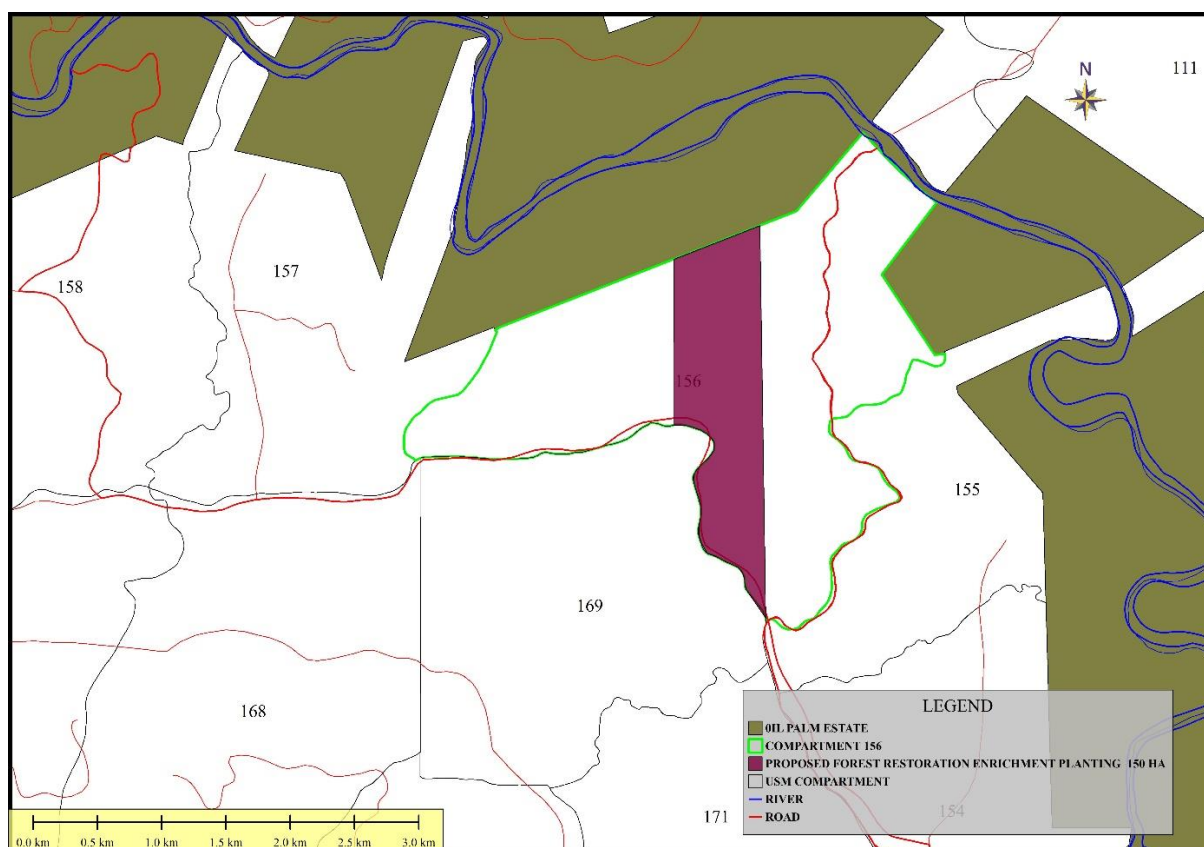 N
111
157
158
156
155
169
168
171
154
LEGEND
0IL PALM ESTATE
COMPARTMENT 156
PROPOSED FOREST RESTORATION ENRICHMENT PLANTING 150 HA
USM COMPARTMENT
RIVER
ROAD
0.0 km 0.5 km 1.0 km 1.5 km 2.0 km 2.5 km 3.0 km